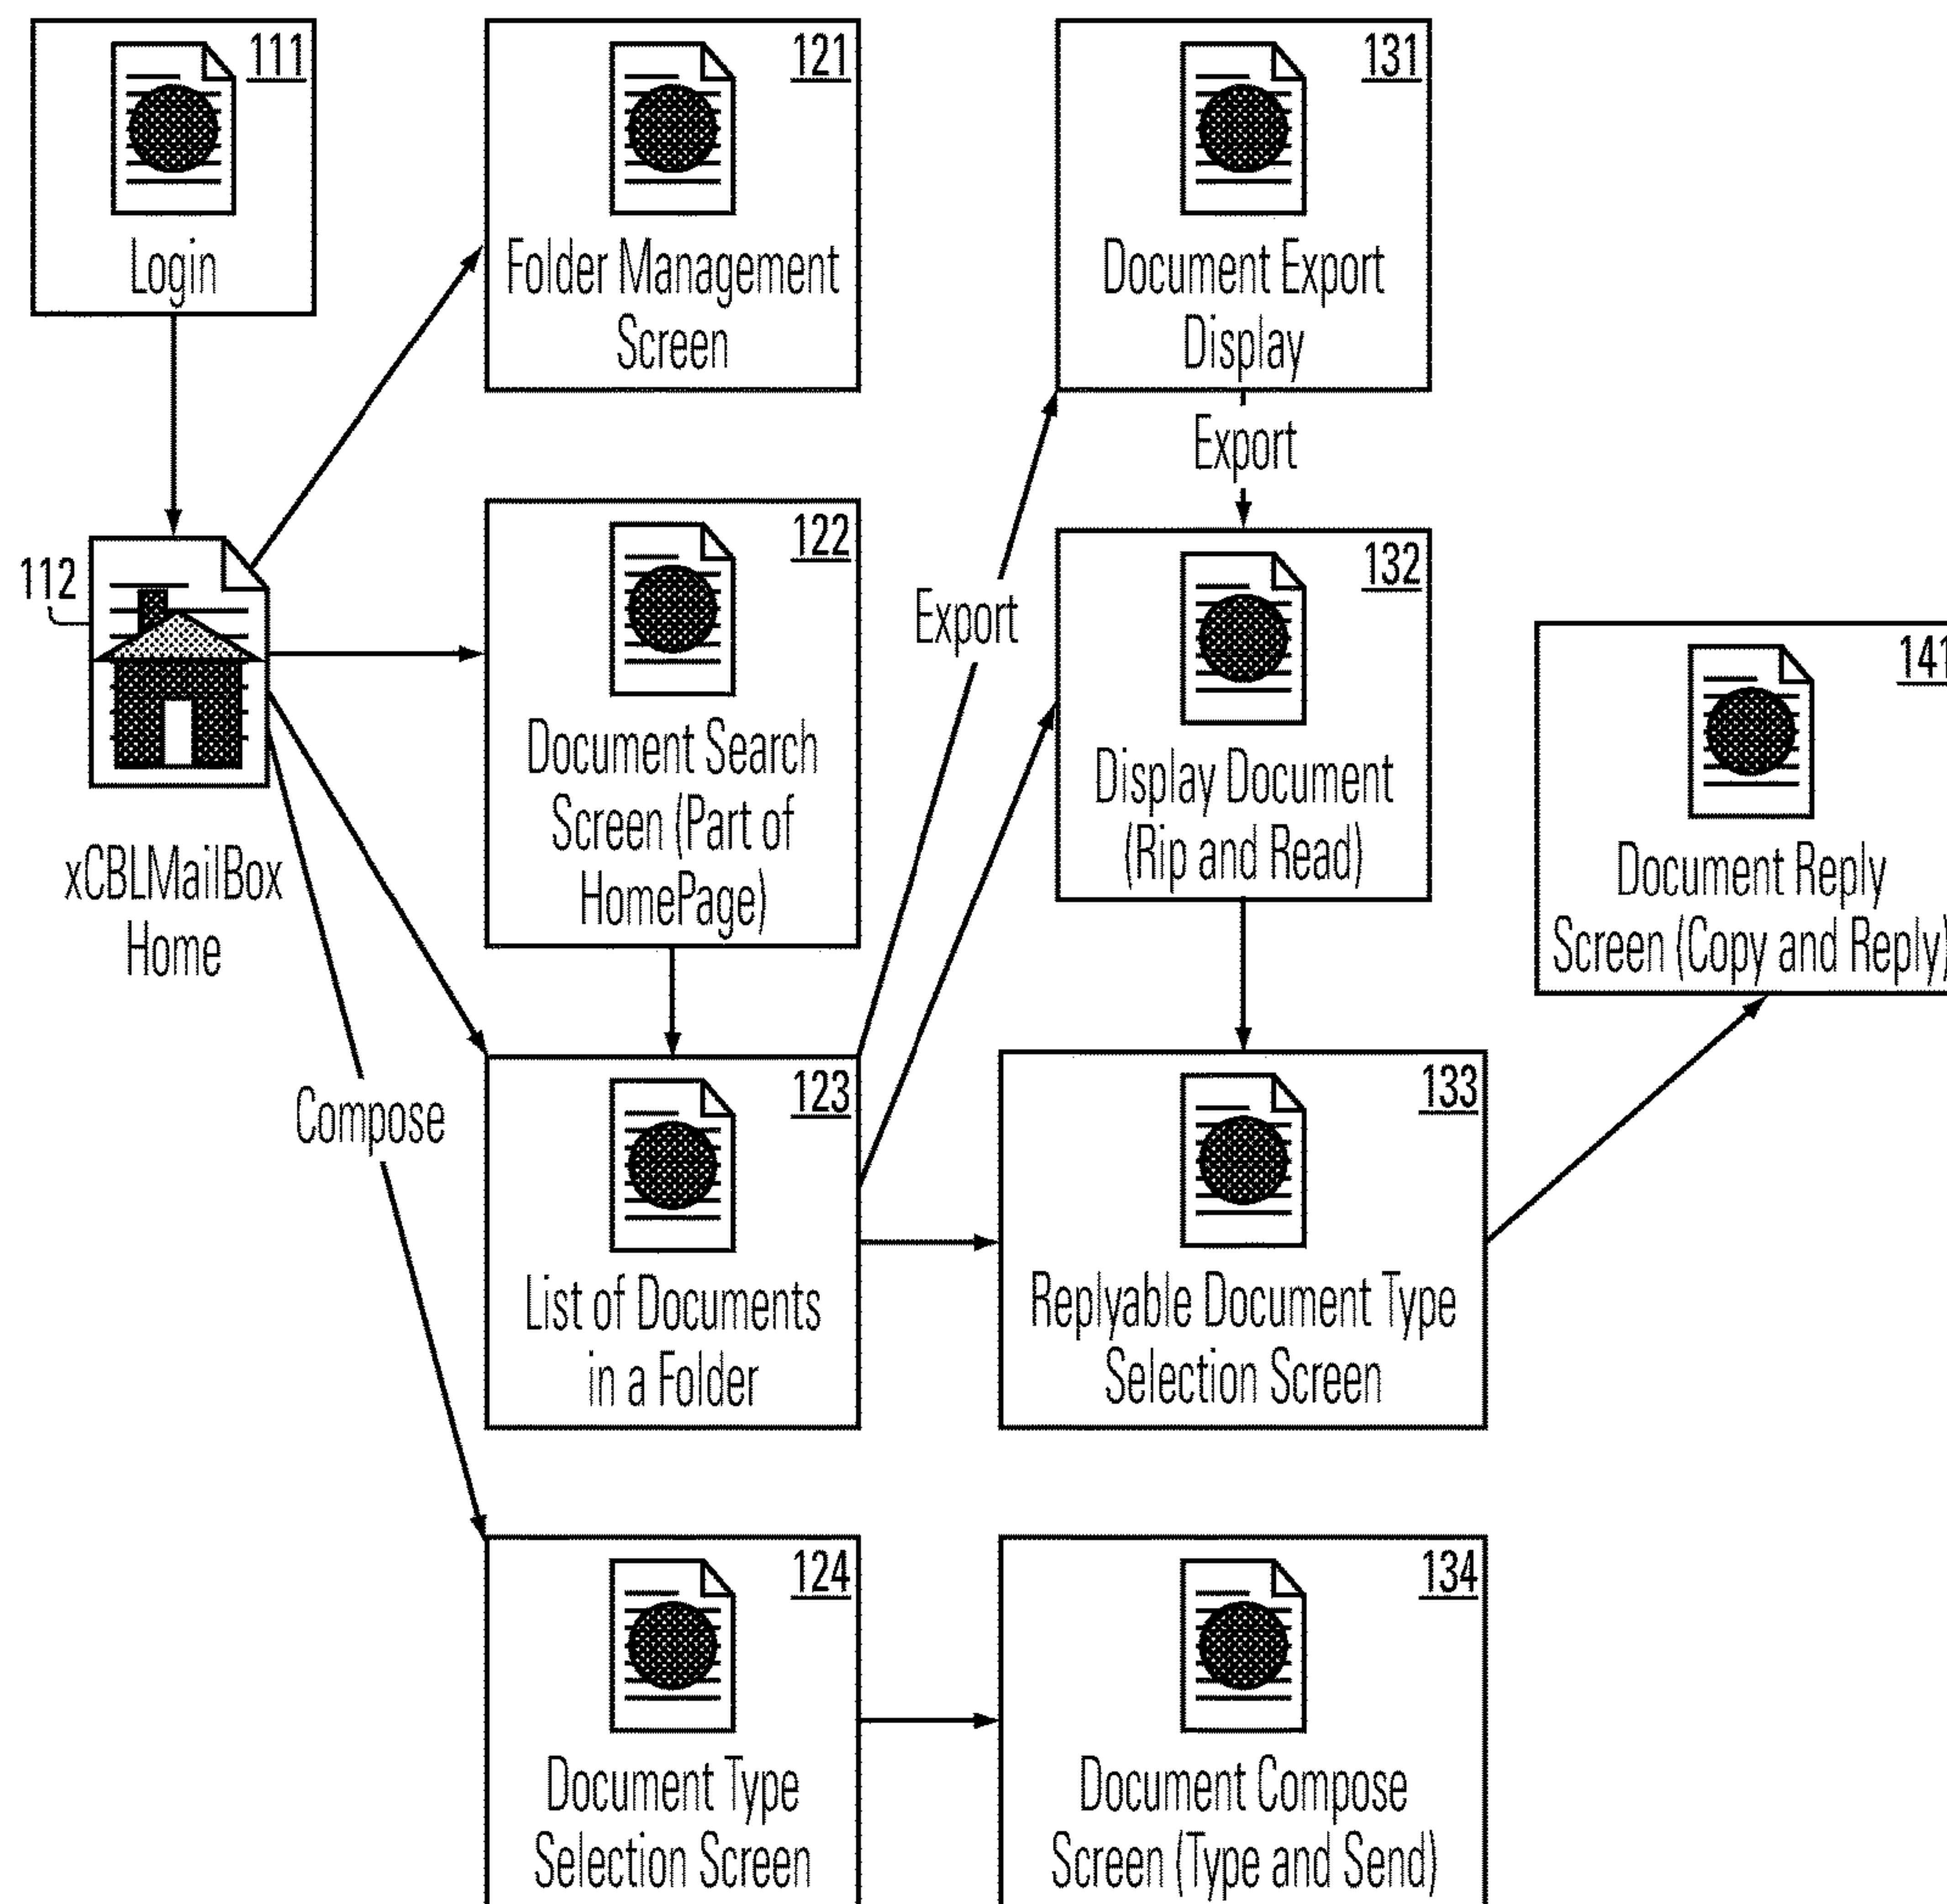 111
Login
121
Folder Management
Screen
131
Document Export
Display
Export
112
xCBLMailBox
Home
122
Document Search
Screen (Part of
HomePage)
Export
132
Display Document
(Rip and Read)
141
Document Reply
Screen (Copy and Reply)
Compose
123
List of Documents
in a Folder
133
Replyable Document Type
Selection Screen
124
Document Type
Selection Screen
134
Document Compose
Screen (Type and Send)